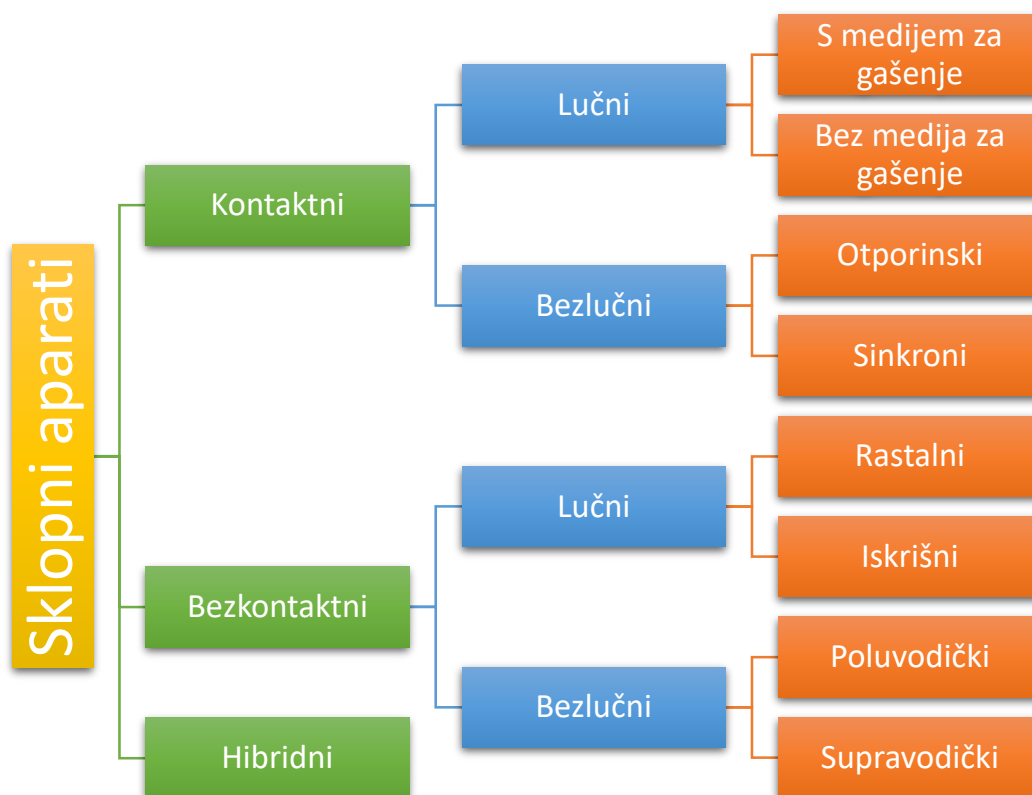 Sklopni aparati
Kontaktni
Lučni
S medijem za
gašenje
Bez medija za
gašenje
Bezlučni
Otporinski
Sinkroni
Bezkontaktni
Lučni
Rastalni
Iskrišni
Bezlučni
Poluvodički
Supravodički
Hibridni